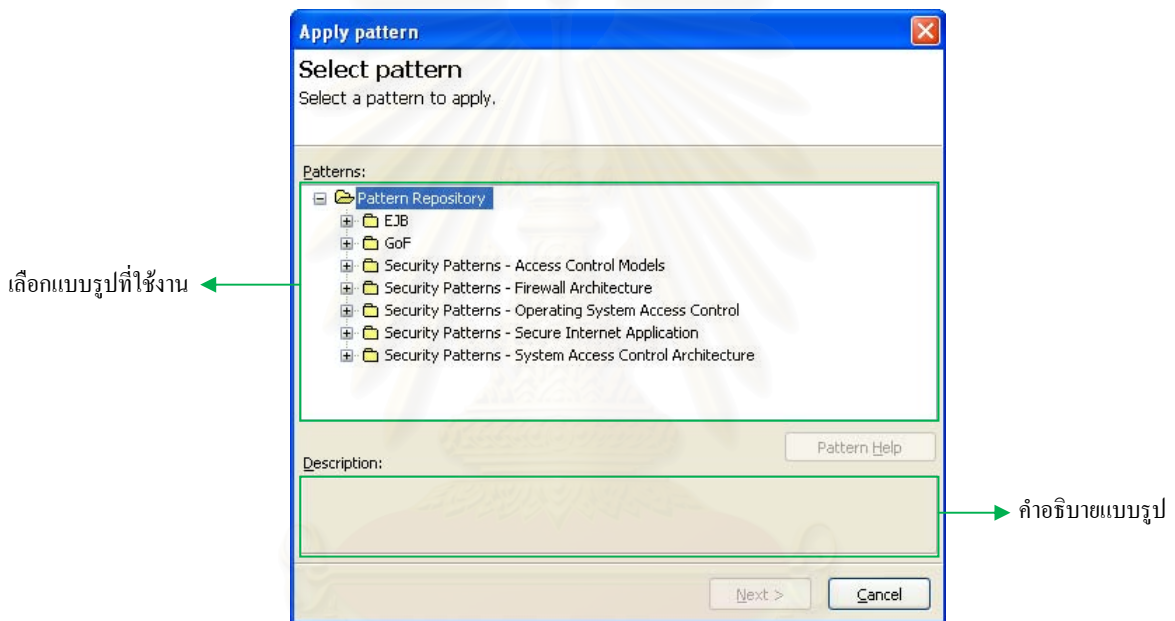 Apply pattern
Select pattern
Select a pattern to apply.
Patterns:
Pattern Repository
EJB
GoF
Security Patterns - Access Control Models
เลือกแบบรูปที่ใช้งาน
Security Patterns - Firewall Architecture
Security Patterns - Operating System Access Control
Security Patterns - Secure Internet Application
Security Patterns - System Access Control Architecture
Pattern Help
Description:
คำอธิบายแบบรูป
Next >
Cancel